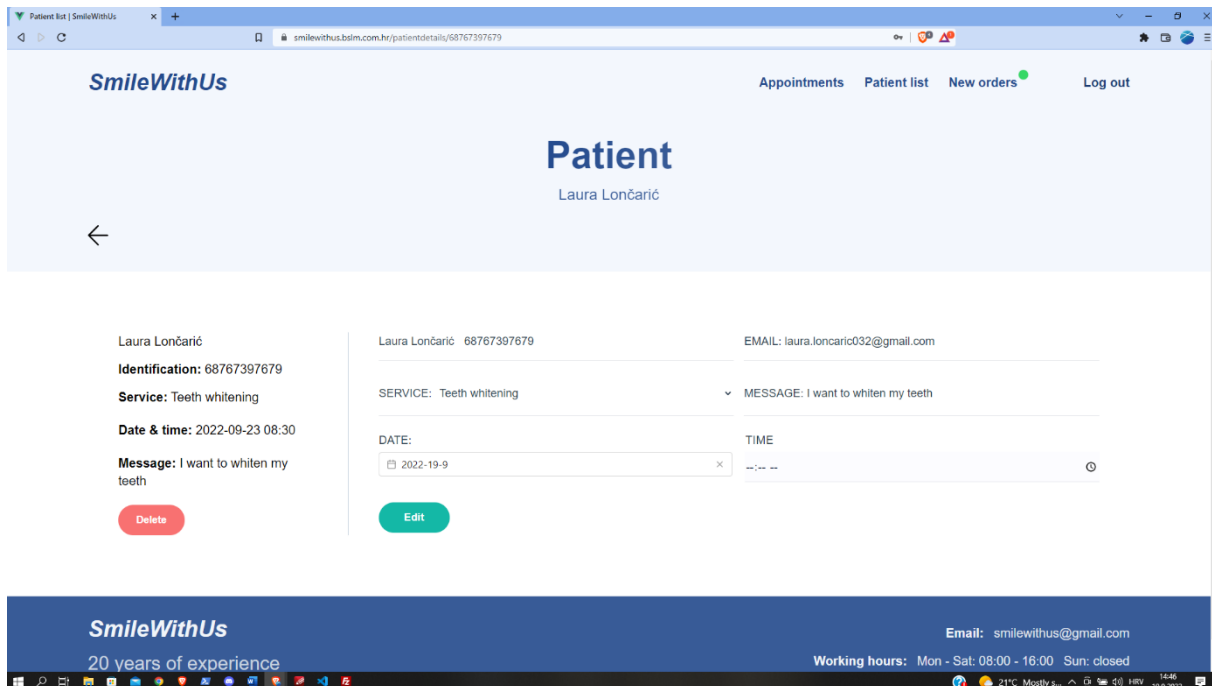 Patient list | SmileWithUs
smilewithus.bslm.com.hr/patientdetails/68767397679
SmileWithUs
Appointments Patient list New orders Log out
Patient
Laura Lončarić
Laura Lončarić
Identification: 68767397679
Service: Teeth whitening
Date & time: 2022-09-23 08:30
Message: I want to whiten my
teeth
Delete
Laura Lončarić 68767397679
EMAIL: laura.loncaric032@gmail.com
SERVICE: Teeth whitening
MESSAGE: I want to whiten my teeth
DATE:
TIME
2022-19-9
--:-- --
Edit
SmileWithUs
20 years of experience
Email: smilewithus@gmail.com
Working hours: Mon - Sat: 08:00 - 16:00 Sun: closed
21°C Mostly s... HRV 14:46